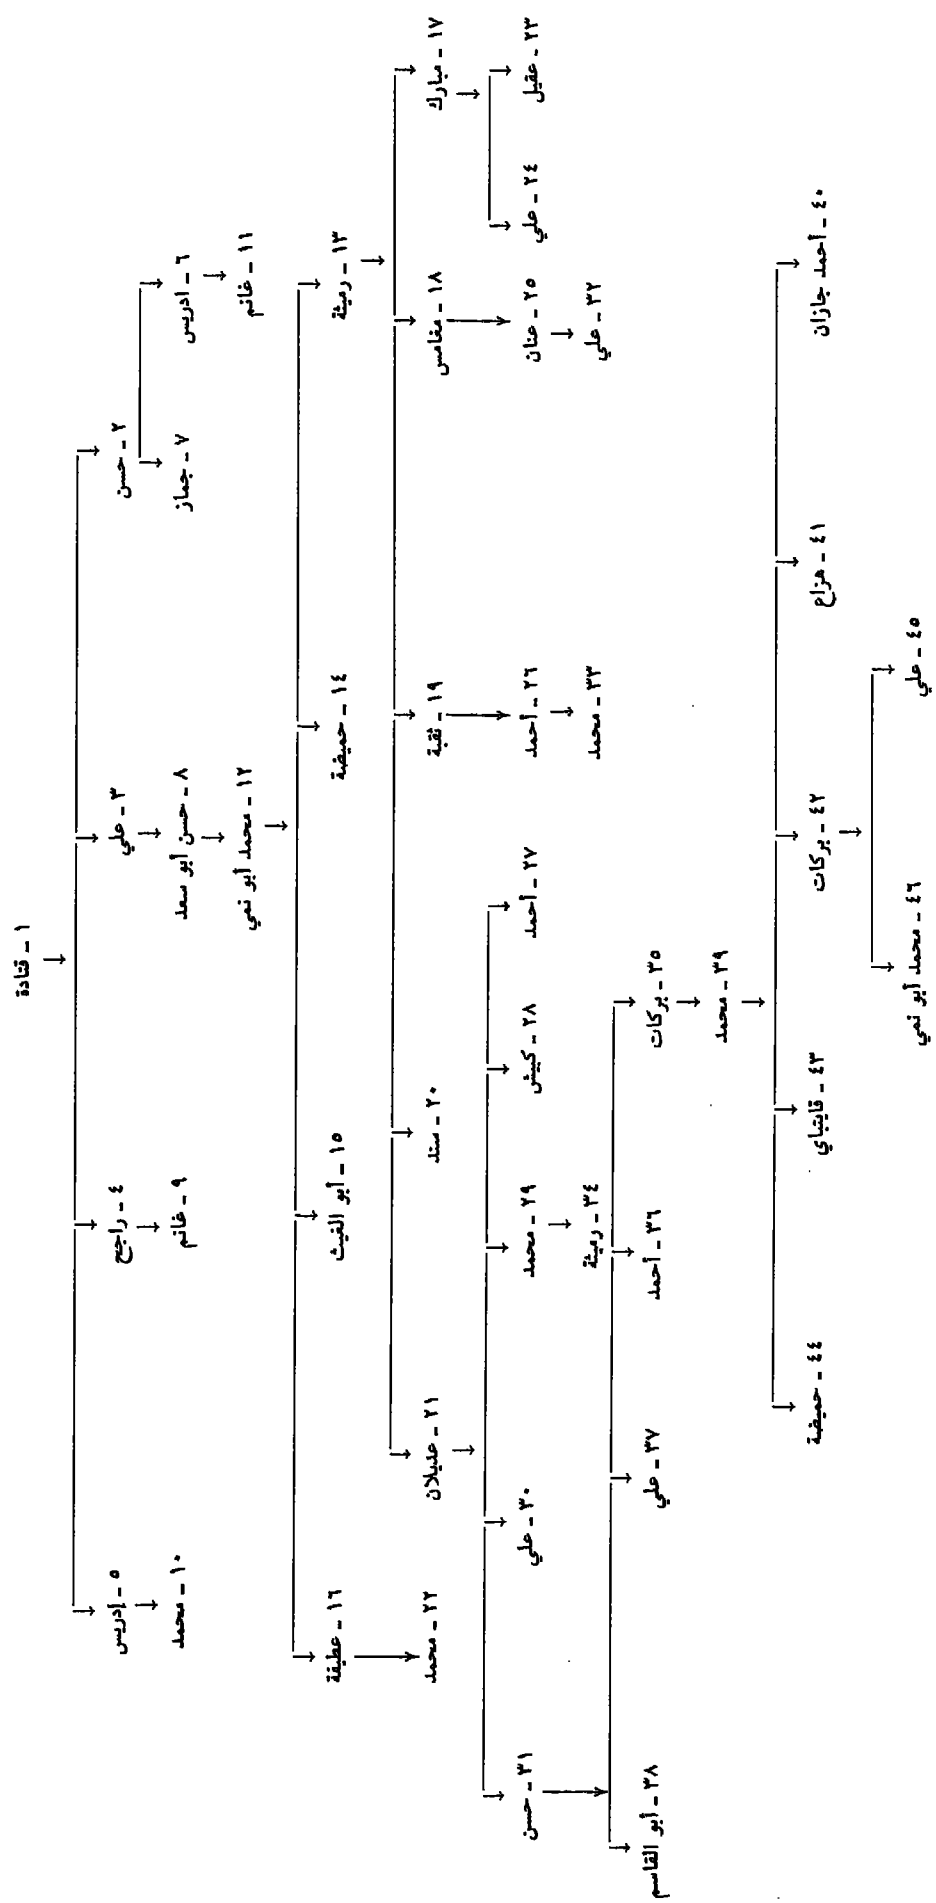 ١ - قتادة
٢ - حسن
٣ - علي
٤ - راجح
٥ - إدريس
٦ - ادريس
٧ - جماز
٨ - حسن أبو سعد
٩ - غانم
١٠ - محمد
١١ - غانم
١٢ - محمد أبو نمي
١٣ - رميثة
١٤ - حميضة
١٥ - أبو الغيث
١٦ - عطيفة
١٧ - مبارك
١٨ - مغامس
١٩ - ثقبة
٢٠ - سند
٢١ - عجلان
٢٢ - محمد
٢٣ - عقيل
٢٤ - علي
٢٥ - عنان
٢٦ - أحمد
٢٧ - أحمد
٢٨ - كبيش
٢٩ - محمد
٣٠ - علي
٣١ - حسن
٣٢ - علي
٣٣ - محمد
٣٤ - رميثة
٣٥ - بركات
٣٦ - أحمد
٣٧ - علي
٣٨ - أبو القاسم
٣٩ - محمد
٤٠ - أحمد جازان
٤١ - هزاع
٤٢ - بركات
٤٣ - قايتباي
٤٤ - حميضة
٤٥ - علي
٤٦ - محمد أبو نمي